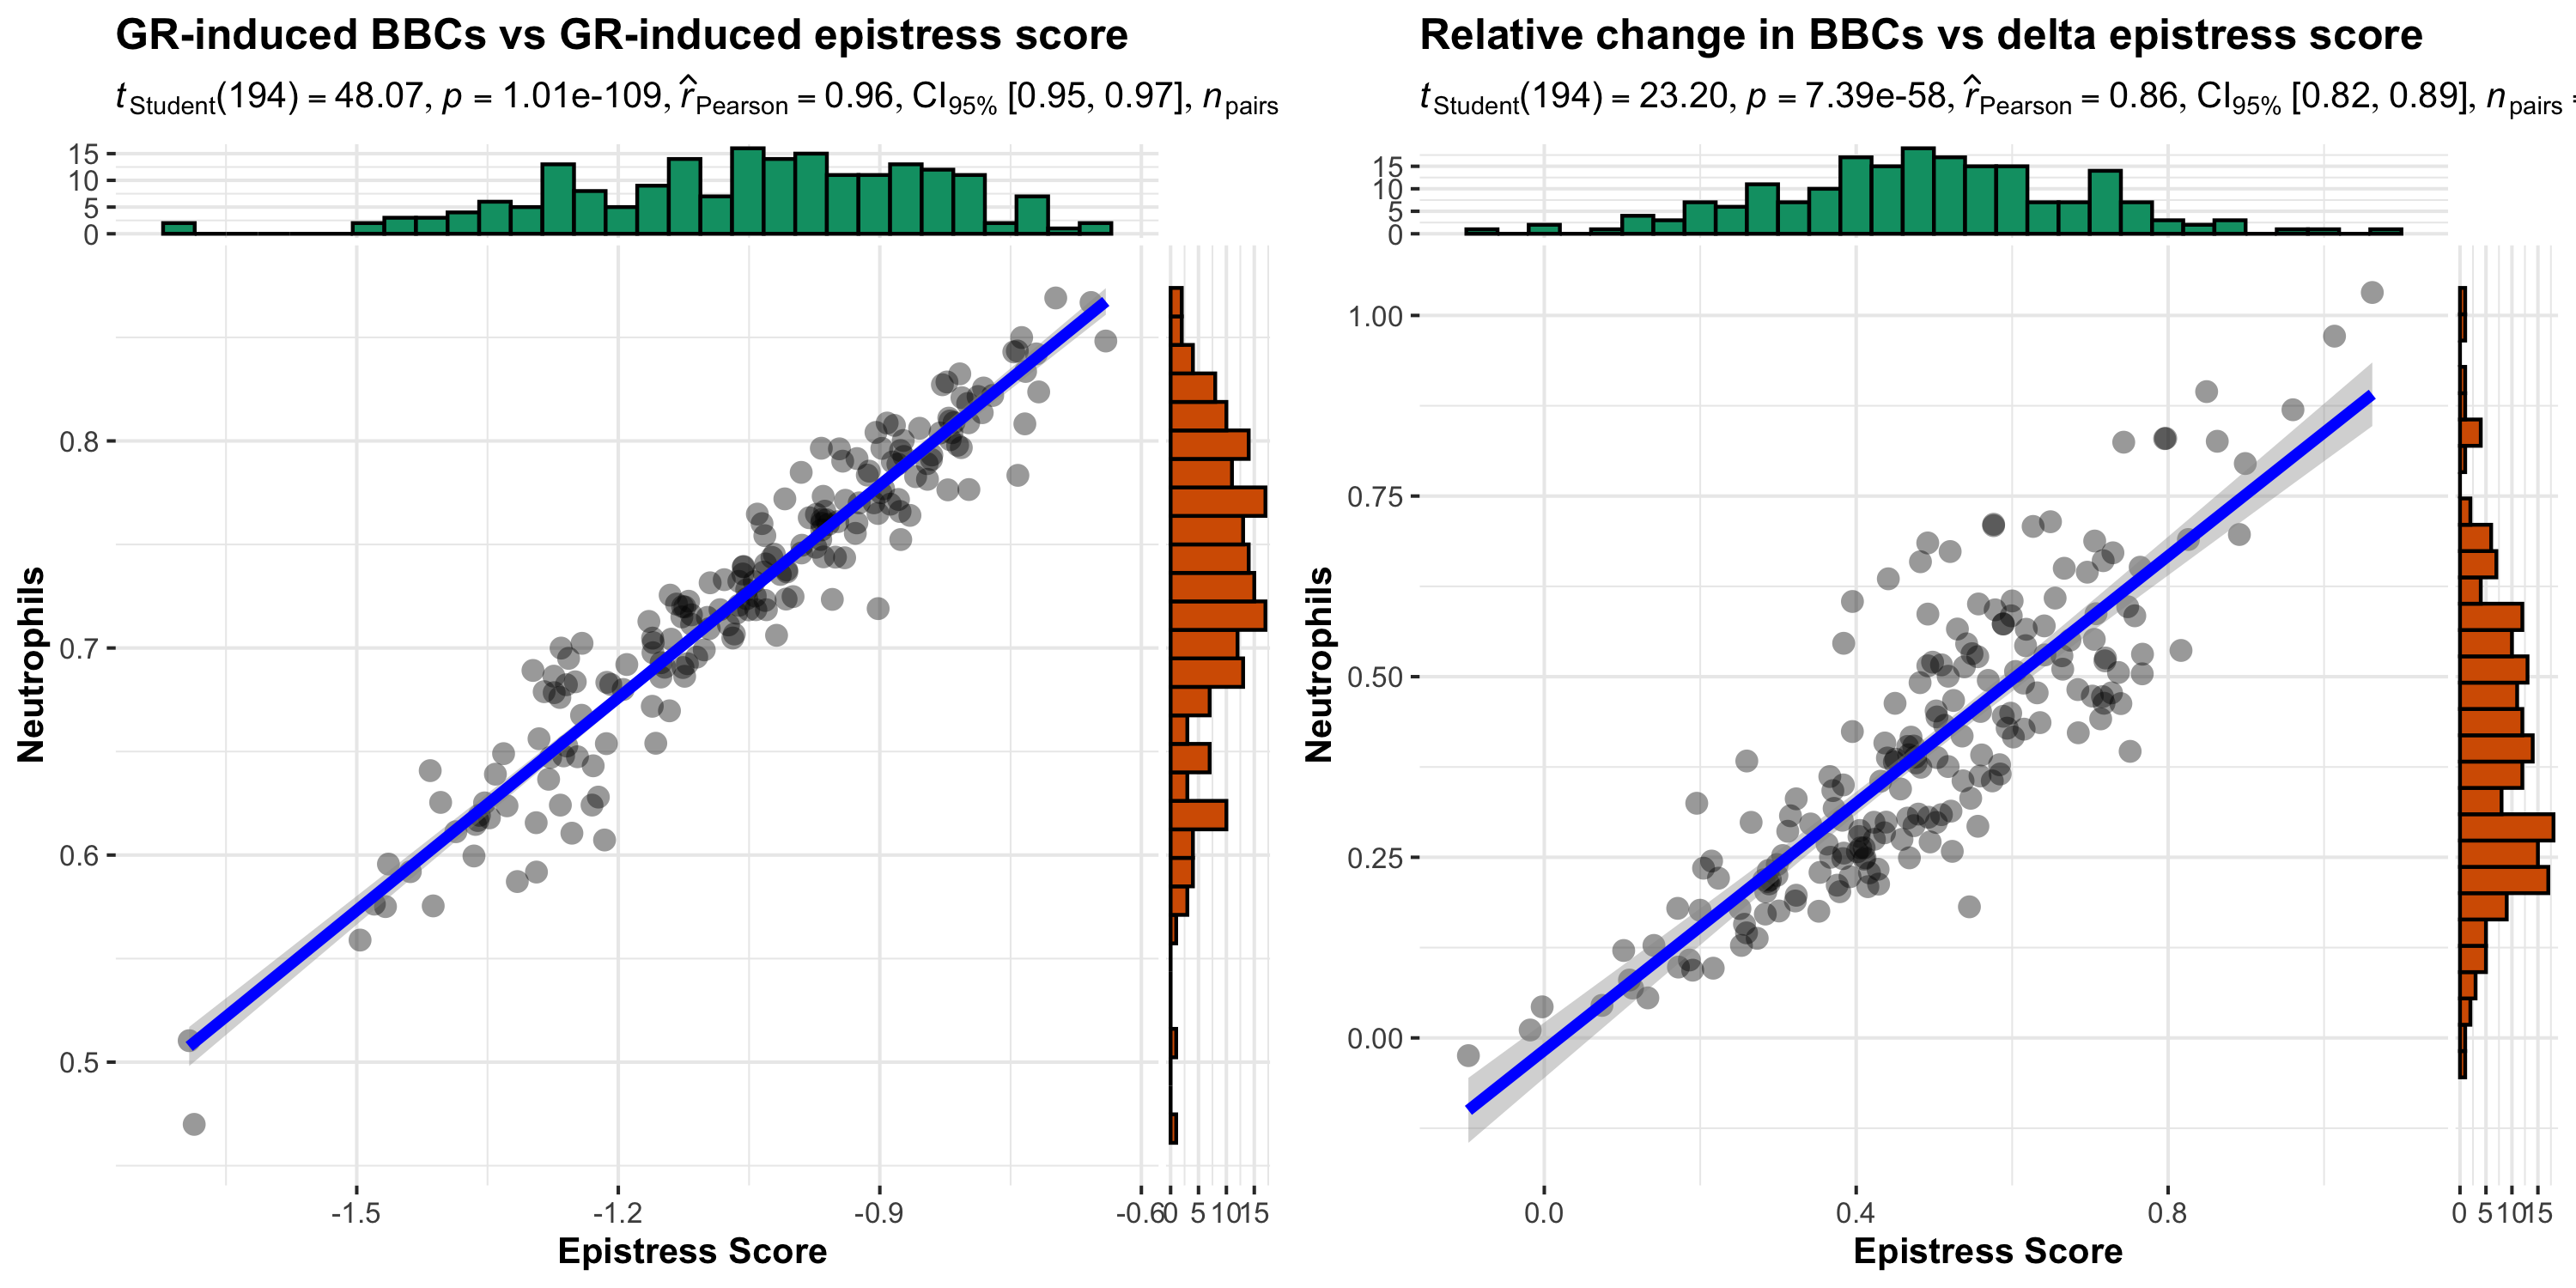 GR-induced BBCs vs GR-induced epistress score
t Student(194) = 48.07, p = 1.01e-109, r̂ Pearson = 0.96, CI95% [0.95, 0.97], n pairs
15
10
5
0
Neutrophils
0.8
0.7
0.6
0.5
-1.5 -1.2 -0.9 -0.6
0 5 10 15
Epistress Score
Relative change in BBCs vs delta epistress score
t Student(194) = 23.20, p = 7.39e-58, r̂ Pearson = 0.86, CI95% [0.82, 0.89], n pairs =
15
10
5
0
Neutrophils
1.00
0.75
0.50
0.25
0.00
0.0 0.4 0.8
0 5 10 15
Epistress Score